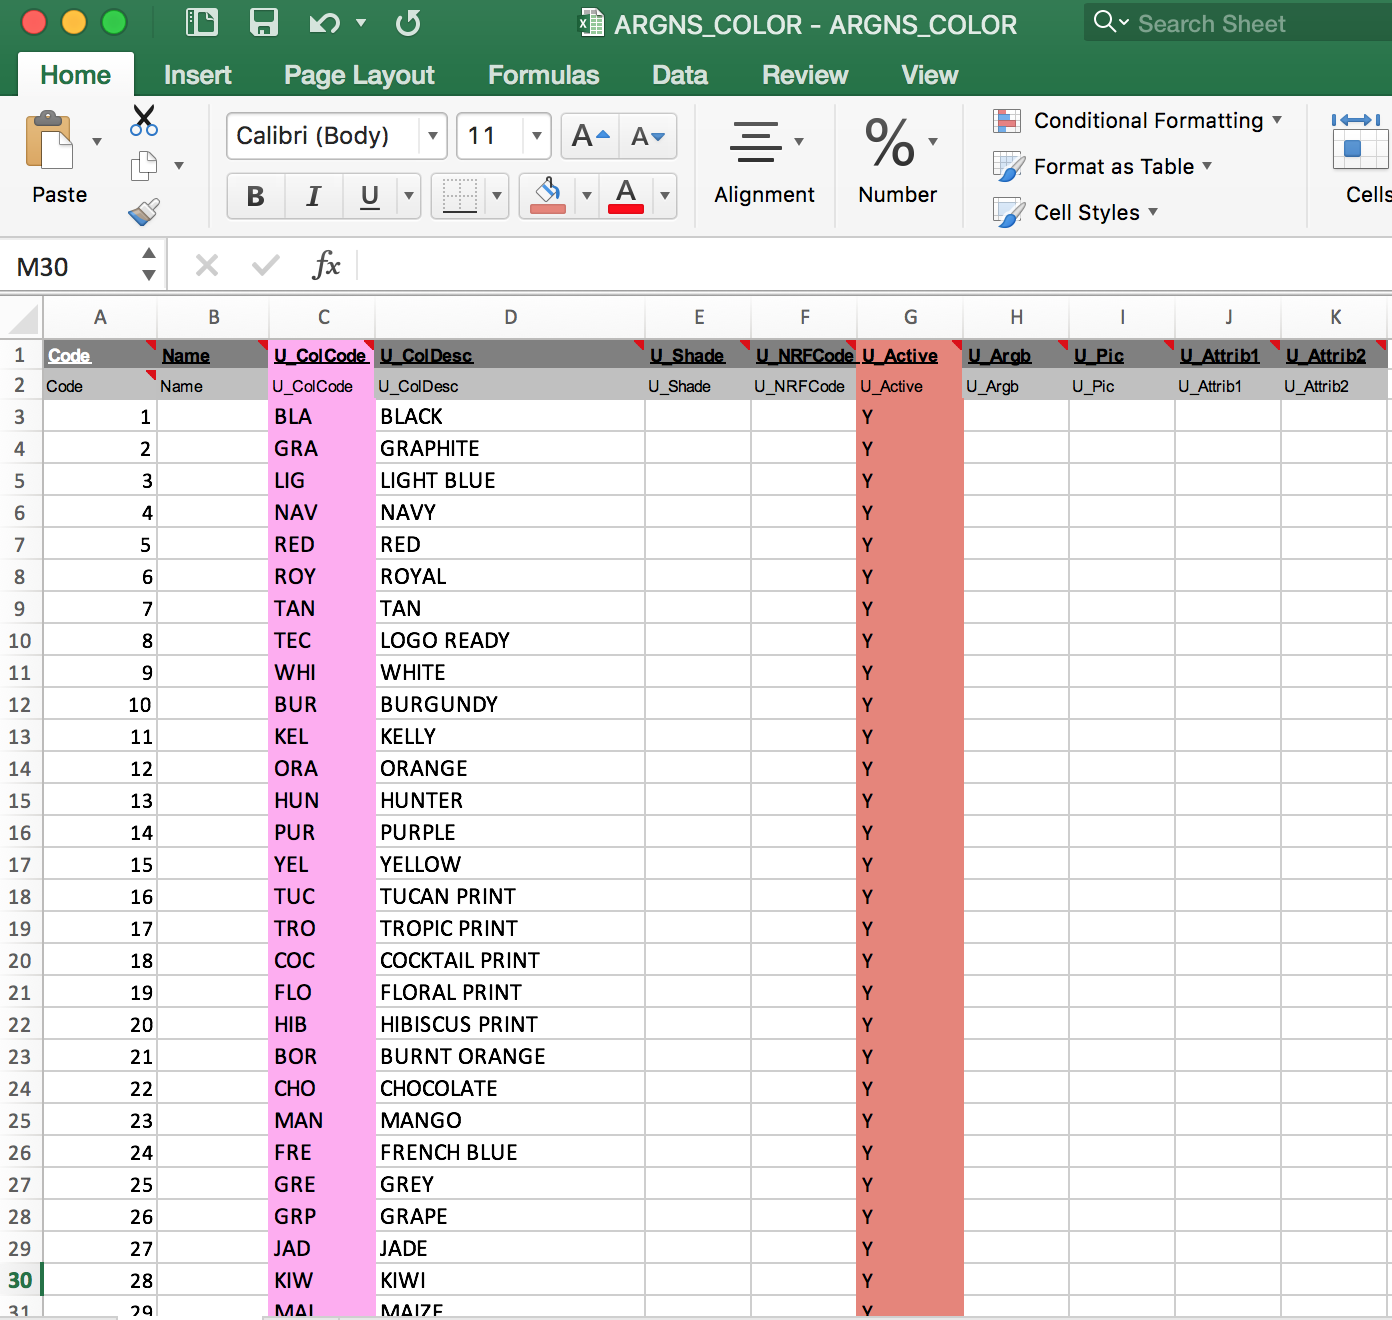 ARGNS_COLOR - ARGNS_COLOR
Search Sheet
Home Insert Page Layout Formulas Data Review View
Paste
Calibri (Body) 11 A A
B I U A
Alignment
%
Number
Conditional Formatting
Format as Table
Cell Styles
Cells
M30 fx
A B C D E F G H I J K
1 Code Name U_ColCode U_ColDesc U_Shade U_NRFCode U_Active U_Argb U_Pic U_Attrib1 U_Attrib2
2 Code Name U_ColCode U_ColDesc U_Shade U_NRFCode U_Active U_Argb U_Pic U_Attrib1 U_Attrib2
3 1 BLA BLACK Y
4 2 GRA GRAPHITE Y
5 3 LIG LIGHT BLUE Y
6 4 NAV NAVY Y
7 5 RED RED Y
8 6 ROY ROYAL Y
9 7 TAN TAN Y
10 8 TEC LOGO READY Y
11 9 WHI WHITE Y
12 10 BUR BURGUNDY Y
13 11 KEL KELLY Y
14 12 ORA ORANGE Y
15 13 HUN HUNTER Y
16 14 PUR PURPLE Y
17 15 YEL YELLOW Y
18 16 TUC TUCAN PRINT Y
19 17 TRO TROPIC PRINT Y
20 18 COC COCKTAIL PRINT Y
21 19 FLO FLORAL PRINT Y
22 20 HIB HIBISCUS PRINT Y
23 21 BOR BURNT ORANGE Y
24 22 CHO CHOCOLATE Y
25 23 MAN MANGO Y
26 24 FRE FRENCH BLUE Y
27 25 GRE GREY Y
28 26 GRP GRAPE Y
29 27 JAD JADE Y
30 28 KIW KIWI Y
31 29 MAI MAIZE Y